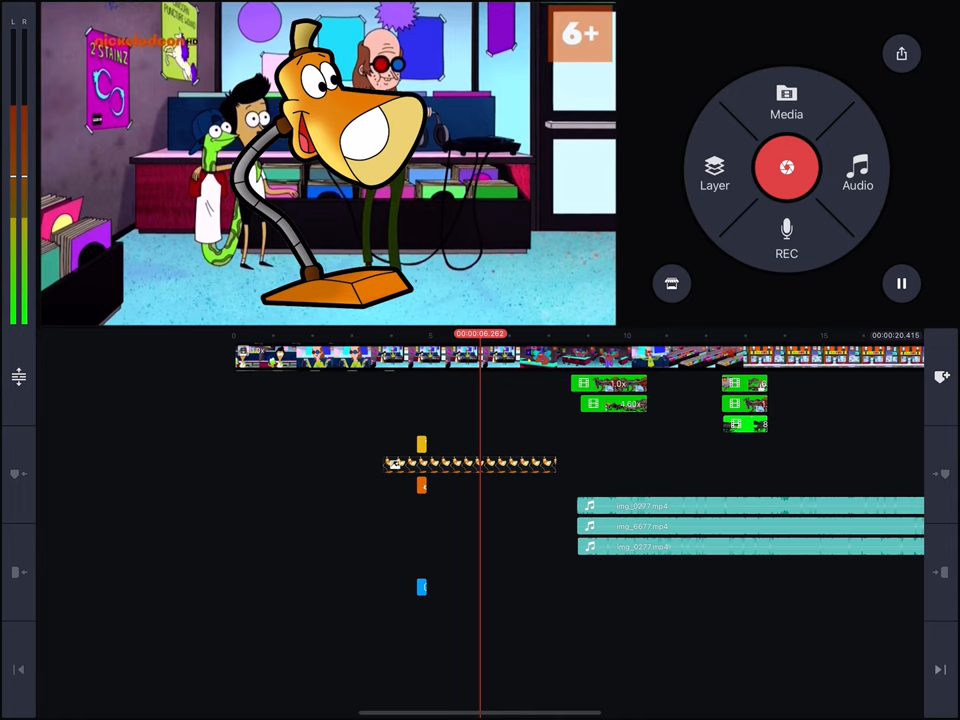 L R
nickelodeon HD
2 STAINZ
6+
Media
Layer
Audio
REC
0
5
00:00:06.262
10
15
00:00:20.415
1.0x
4.60x
img_0277.mp4
img_6677.mp4
img_0277.mp4